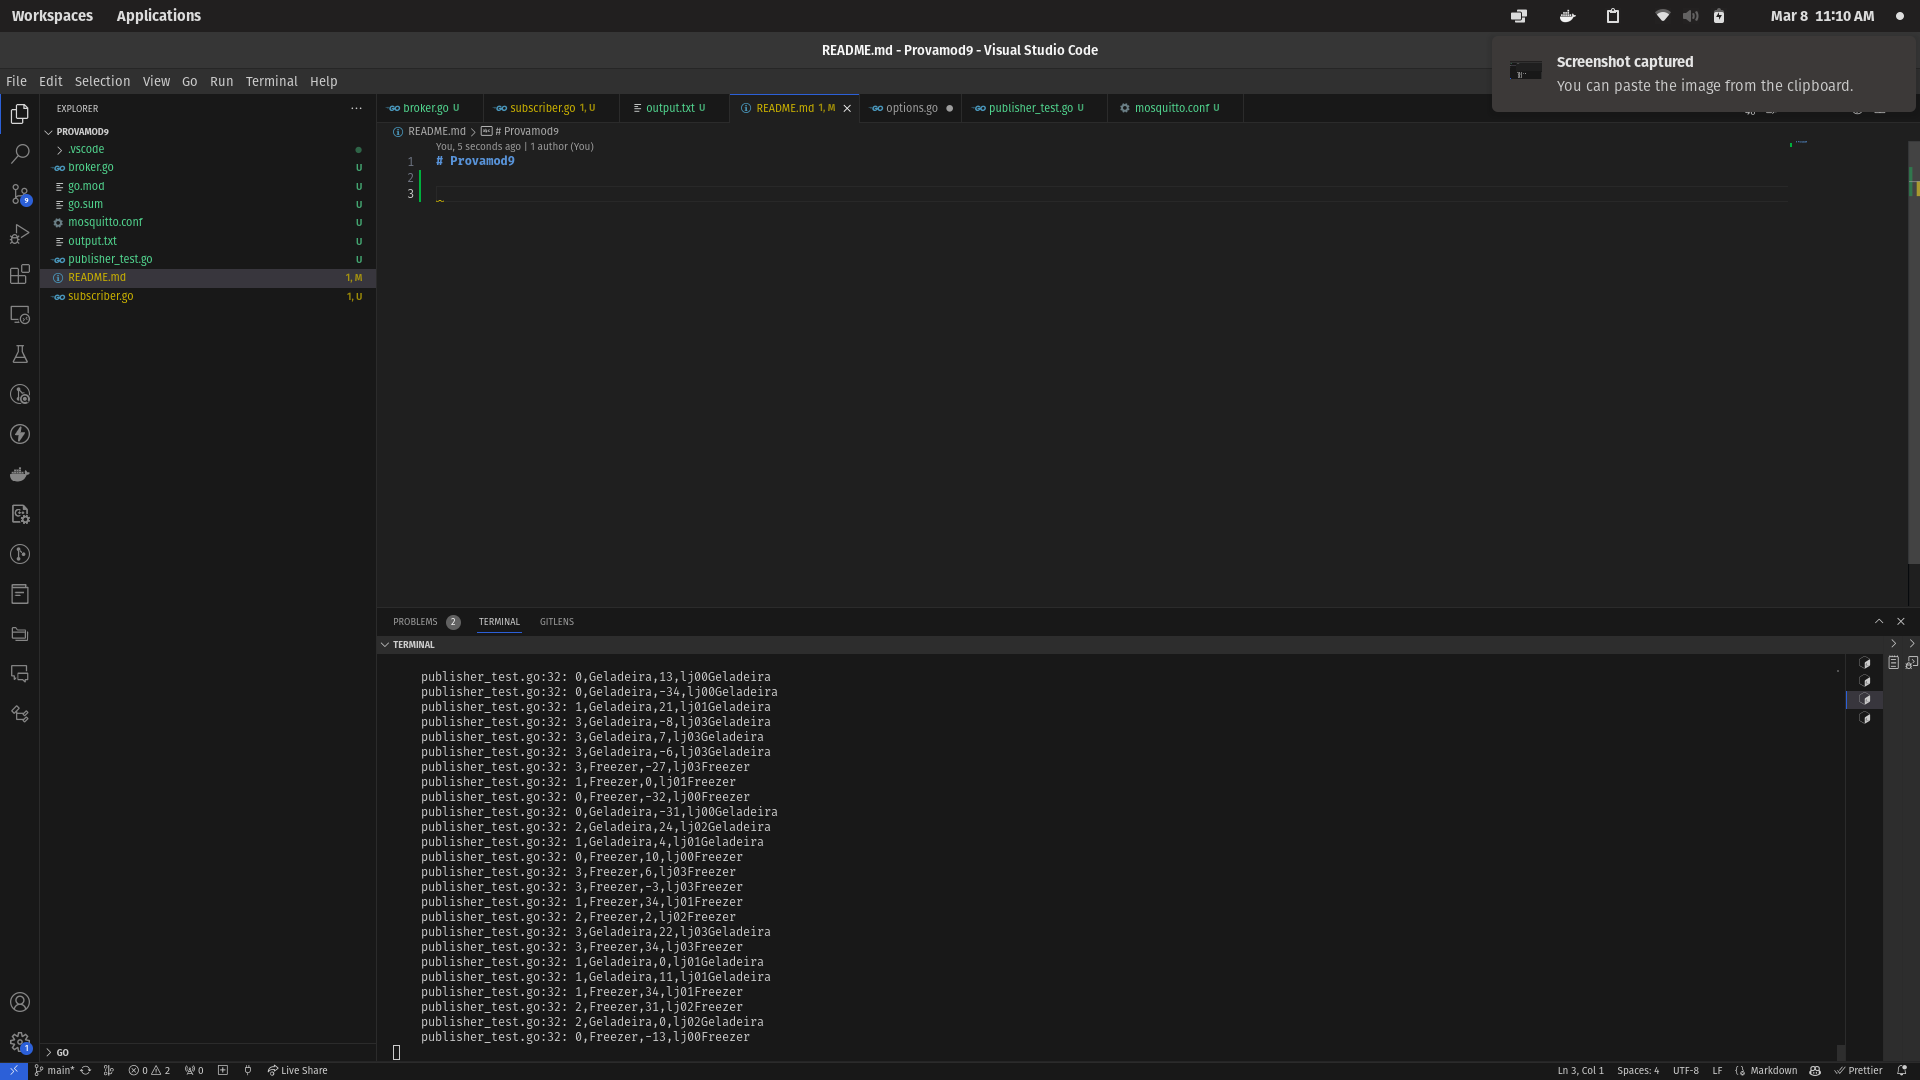 Workspaces Applications Mar 8 11:10 AM
README.md - Provamod9 - Visual Studio Code
Screenshot captured
You can paste the image from the clipboard.
File Edit Selection View Go Run Terminal Help
EXPLORER
PROVAMOD9
.vscode
broker.go U
go.mod U
go.sum U
mosquitto.conf U
output.txt U
publisher_test.go U
README.md 1, M
subscriber.go 1, U
9
GO
1
broker.go U subscriber.go 1, U output.txt U README.md 1, M options.go publisher_test.go U mosquitto.conf U
README.md > # Provamod9
You, 5 seconds ago | 1 author (You)
1 # Provamod9
2
3
PROBLEMS 2 TERMINAL GITLENS
TERMINAL
publisher_test.go:32: 0,Geladeira,13,lj00Geladeira
publisher_test.go:32: 0,Geladeira,-34,lj00Geladeira
publisher_test.go:32: 1,Geladeira,21,lj01Geladeira
publisher_test.go:32: 3,Geladeira,-8,lj03Geladeira
publisher_test.go:32: 3,Geladeira,7,lj03Geladeira
publisher_test.go:32: 3,Geladeira,-6,lj03Geladeira
publisher_test.go:32: 3,Freezer,-27,lj03Freezer
publisher_test.go:32: 1,Freezer,0,lj01Freezer
publisher_test.go:32: 0,Freezer,-32,lj00Freezer
publisher_test.go:32: 0,Geladeira,-31,lj00Geladeira
publisher_test.go:32: 2,Geladeira,24,lj02Geladeira
publisher_test.go:32: 1,Geladeira,4,lj01Geladeira
publisher_test.go:32: 0,Freezer,10,lj00Freezer
publisher_test.go:32: 3,Freezer,6,lj03Freezer
publisher_test.go:32: 3,Freezer,-3,lj03Freezer
publisher_test.go:32: 1,Freezer,34,lj01Freezer
publisher_test.go:32: 2,Freezer,2,lj02Freezer
publisher_test.go:32: 3,Geladeira,22,lj03Geladeira
publisher_test.go:32: 3,Freezer,34,lj03Freezer
publisher_test.go:32: 1,Geladeira,0,lj01Geladeira
publisher_test.go:32: 1,Geladeira,11,lj01Geladeira
publisher_test.go:32: 1,Freezer,34,lj01Freezer
publisher_test.go:32: 2,Freezer,31,lj02Freezer
publisher_test.go:32: 2,Geladeira,0,lj02Geladeira
publisher_test.go:32: 0,Freezer,-13,lj00Freezer
main* 0 2 0 Live Share Ln 3, Col 1 Spaces: 4 UTF-8 LF Markdown Prettier